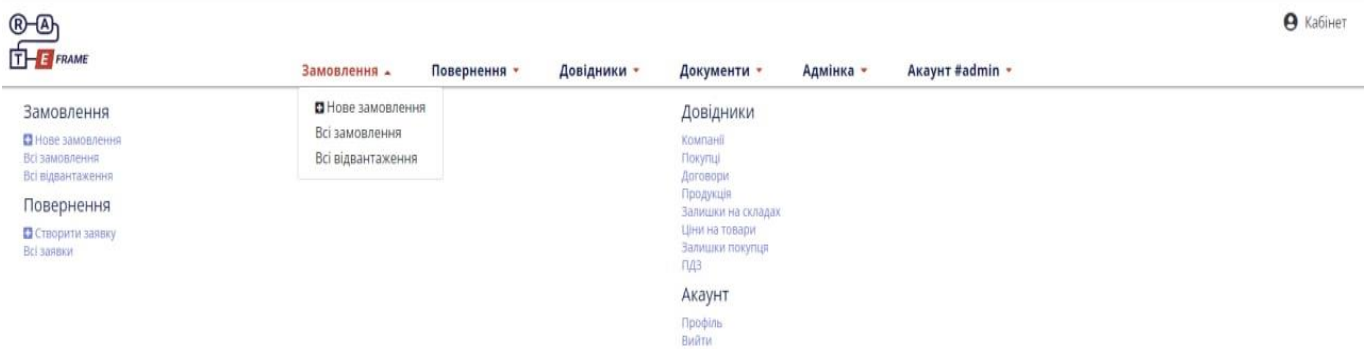 R A
T E FRAME
Кабінет
Замовлення
Повернення
Довідники
Документи
Адмінка
Акаунт #admin
Нове замовлення
Всі замовлення
Всі відвантаження
Замовлення
Нове замовлення
Всі замовлення
Всі відвантаження
Повернення
Створити заявку
Всі заявки
Довідники
Компанії
Покупці
Договори
Продукція
Залишки на складах
Ціни на товари
Залишки покупця
ПДЗ
Акаунт
Профіль
Вийти